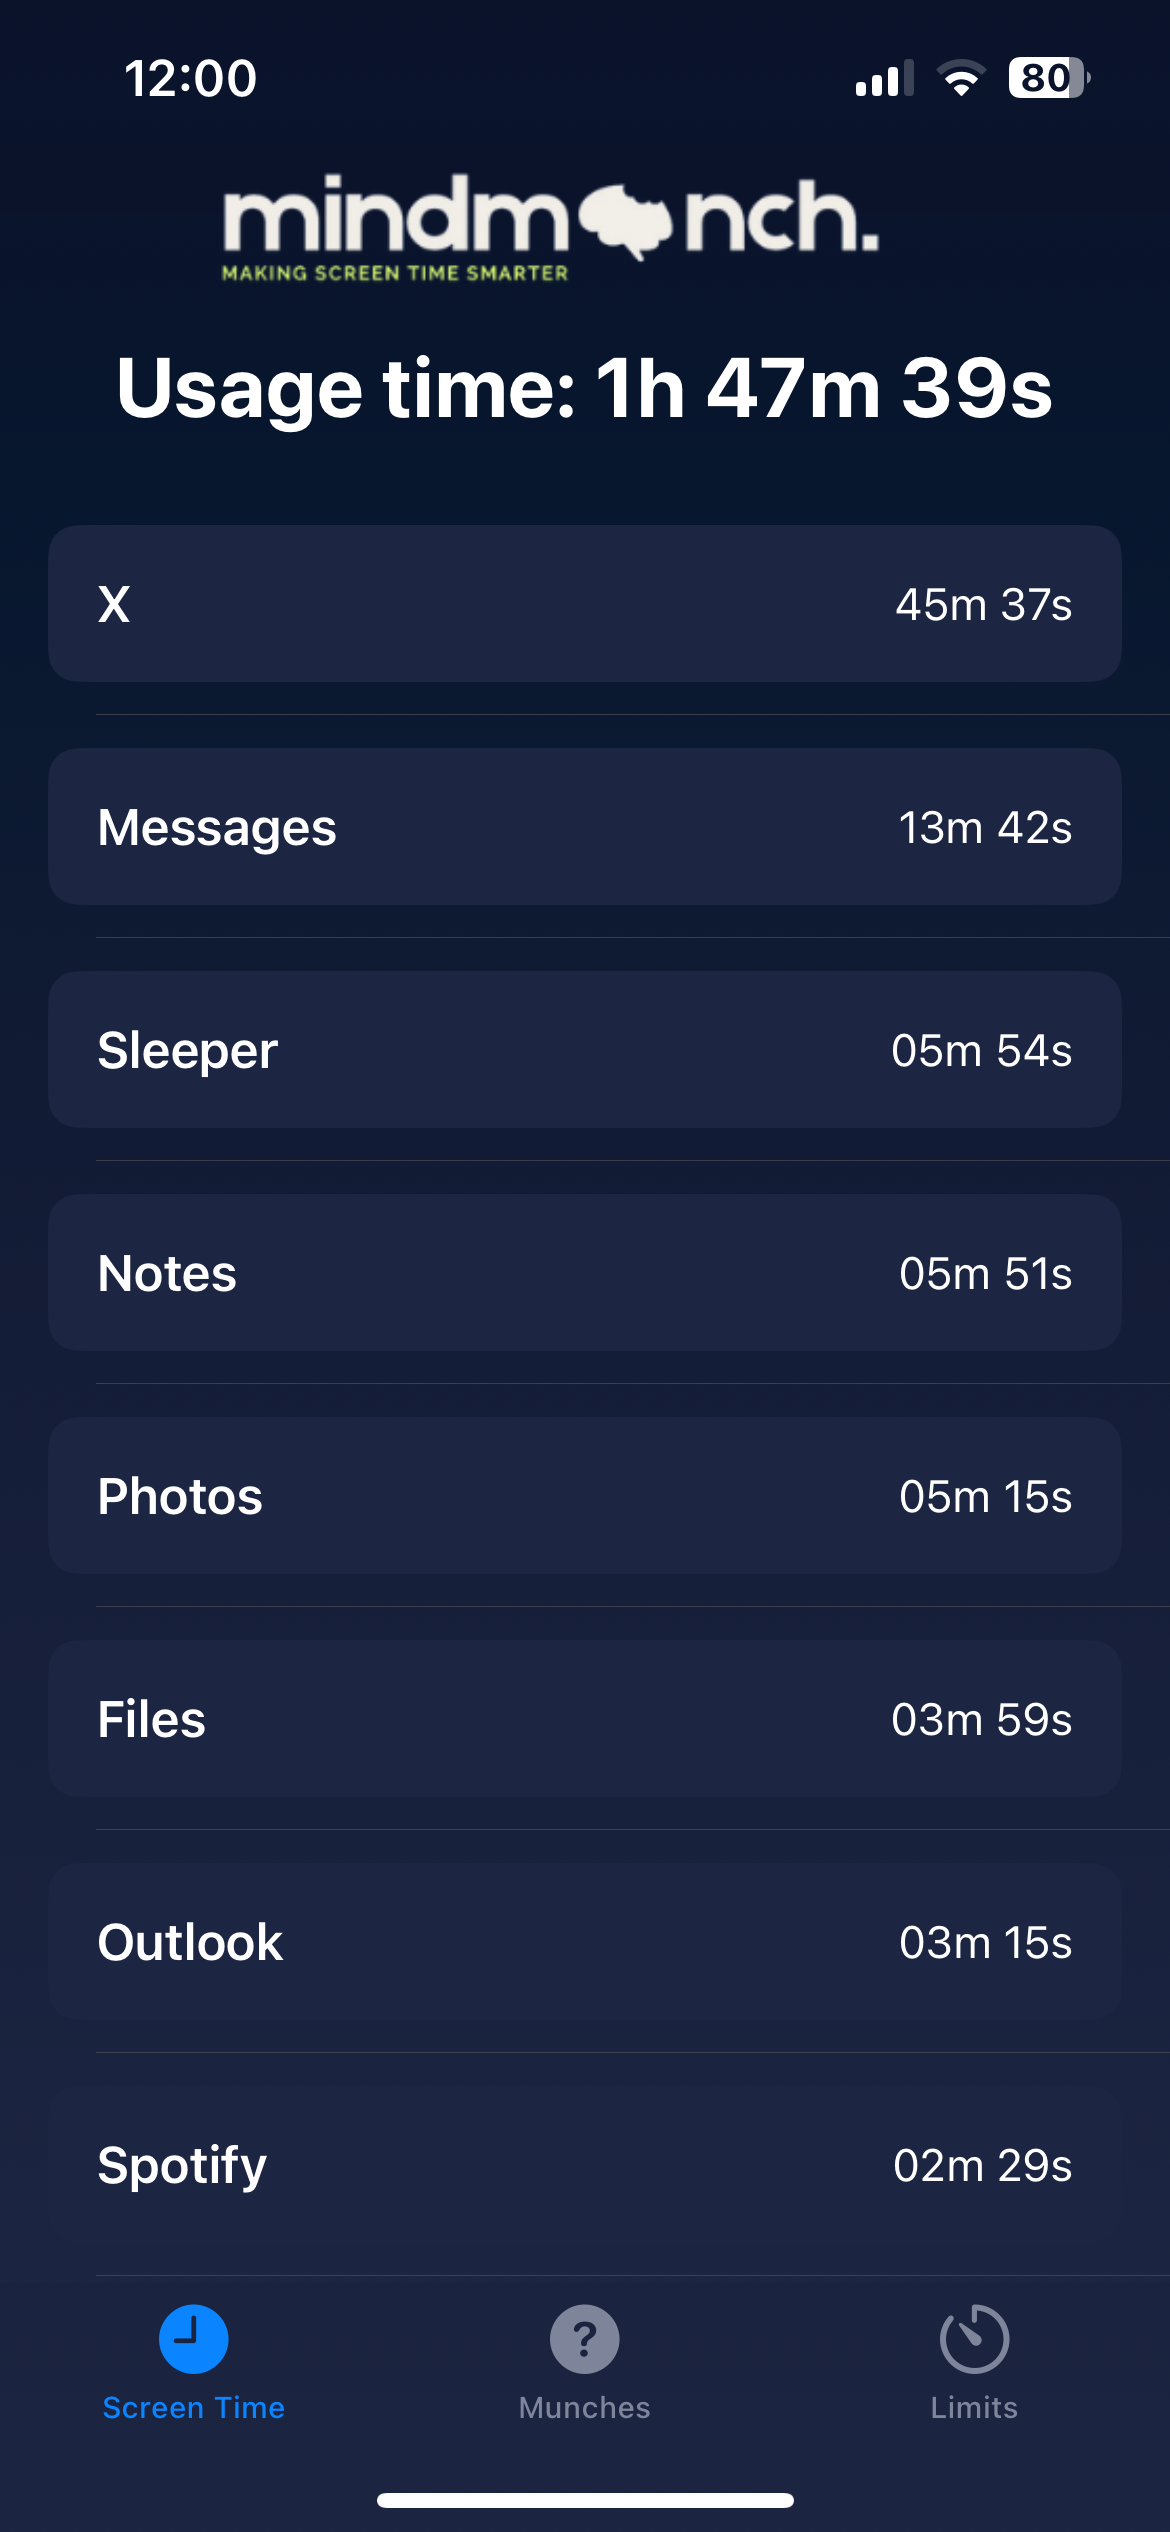 12:00
80
mindm nch.
MAKING SCREEN TIME SMARTER
Usage time: 1h 47m 39s
X 45m 37s
Messages 13m 42s
Sleeper 05m 54s
Notes 05m 51s
Photos 05m 15s
Files 03m 59s
Outlook 03m 15s
Spotify 02m 29s
?
Screen Time Munches Limits